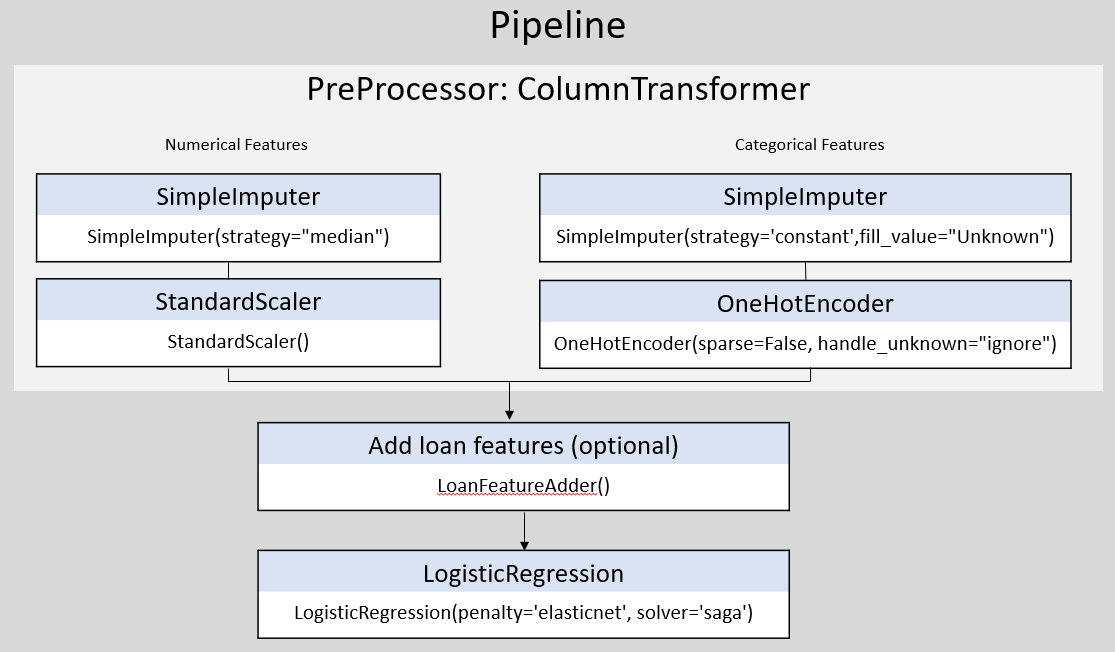 Pipeline
PreProcessor: ColumnTransformer
Numerical Features
SimpleImputer
SimpleImputer(strategy="median")
StandardScaler
StandardScaler()
Categorical Features
SimpleImputer
SimpleImputer(strategy='constant',fill_value="Unknown")
OneHotEncoder
OneHotEncoder(sparse=False, handle_unknown="ignore")
Add loan features (optional)
LoanFeatureAdder()
LogisticRegression
LogisticRegression(penalty='elasticnet', solver='saga')